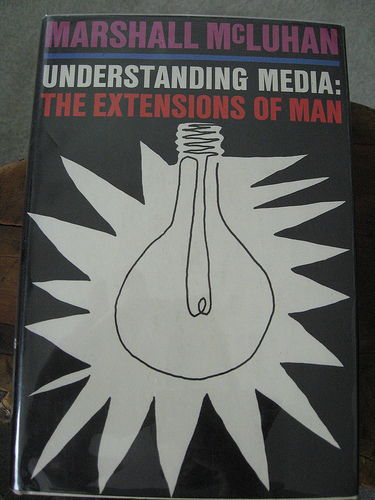 MARSHALL McLUHAN
UNDERSTANDING MEDIA:
THE EXTENSIONS OF MAN